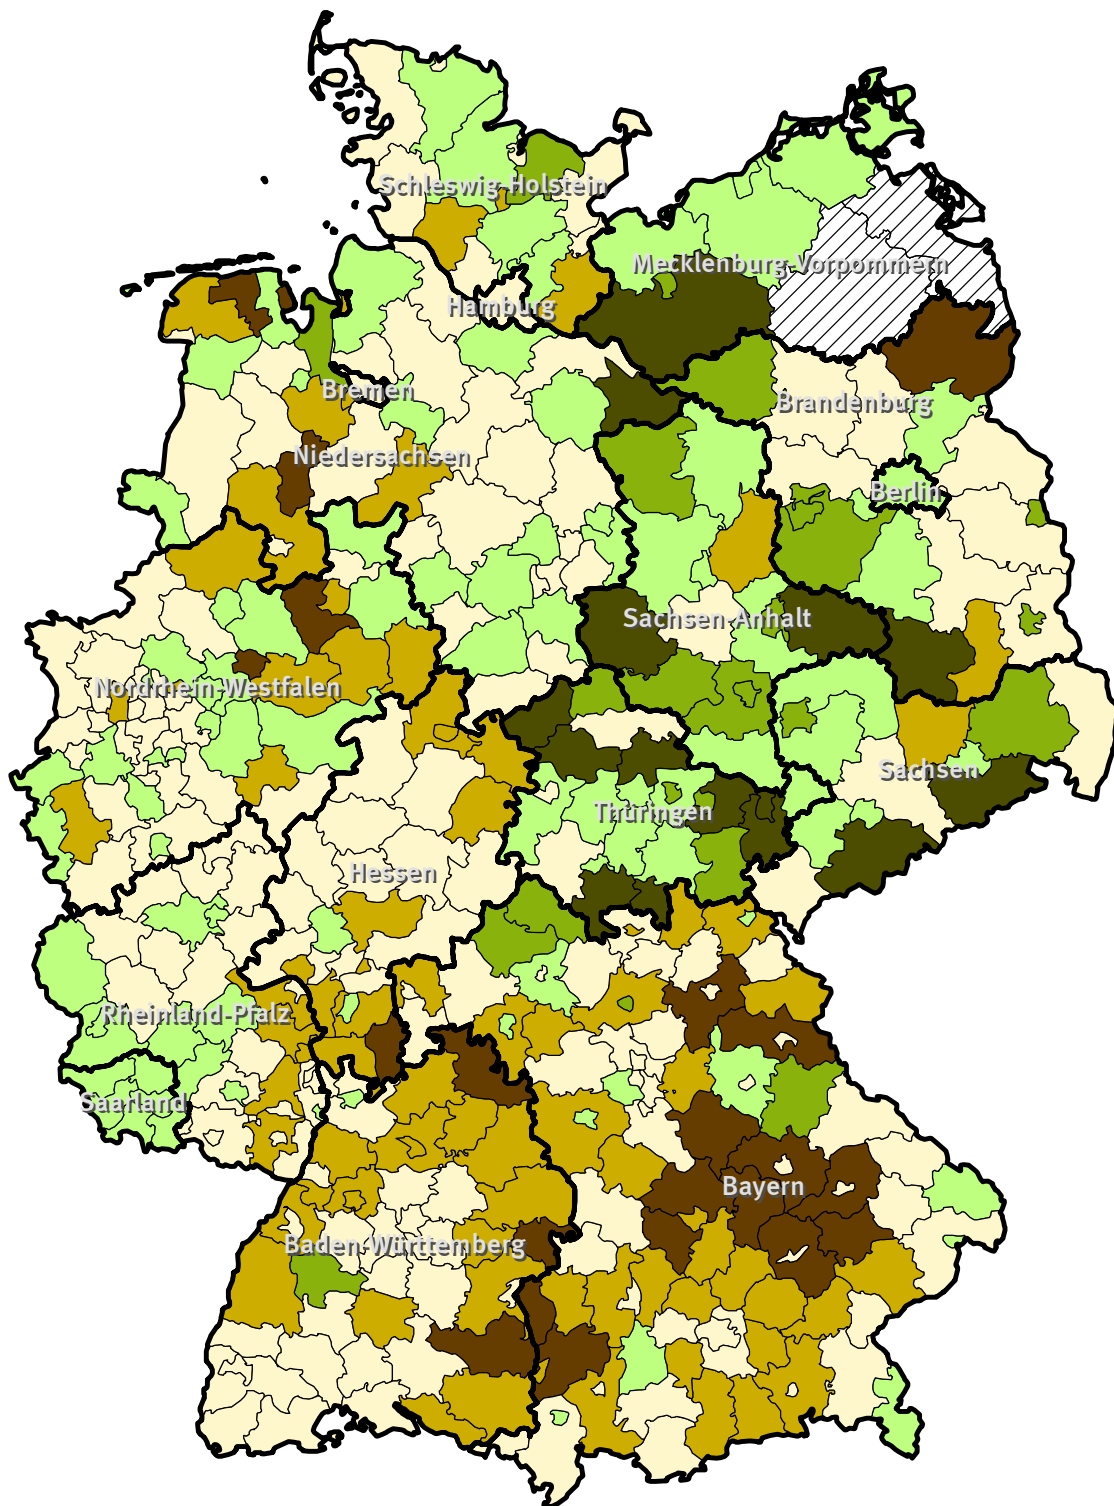 Schleswig-Holstein
Mecklenburg-Vorpommern
Hamburg
Bremen
Brandenburg
Niedersachsen
Berlin
Sachsen-Anhalt
Nordrhein-Westfalen
Sachsen
Thüringen
Hessen
Rheinland-Pfalz
Saarland
Bayern
Baden-Württemberg